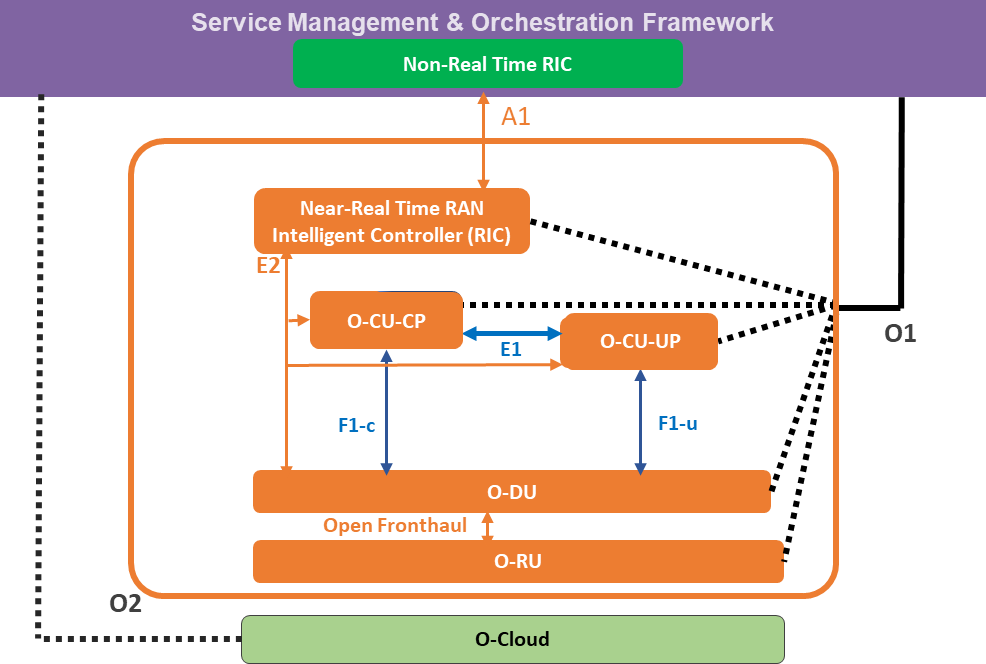 Service Management & Orchestration Framework
Non-Real Time RIC
A1
Near-Real Time RAN
Intelligent Controller (RIC)
E2
O-CU-CP
O-CU-UP
E1
O1
F1-c
F1-u
O-DU
Open Fronthaul
O-RU
O2
O-Cloud